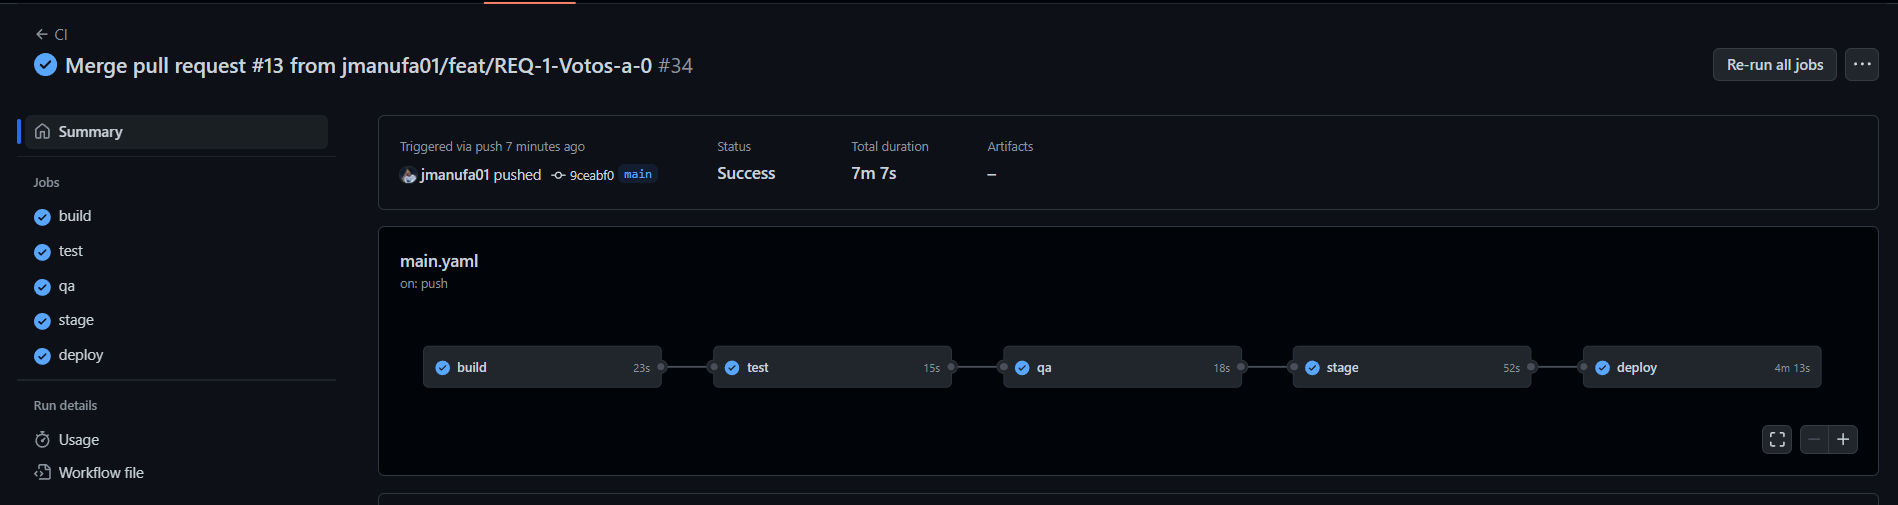 CI
Merge pull request #13 from jmanufa01/feat/REQ-1-Votos-a-0 #34
Re-run all jobs
Summary
Jobs
build
test
qa
stage
deploy
Run details
Usage
Workflow file
Triggered via push 7 minutes ago
jmanufa01 pushed 9ceabf0 main
Status
Success
Total duration
7m 7s
Artifacts
–
main.yaml
on: push
build 23s
test 15s
qa 18s
stage 52s
deploy 4m 13s